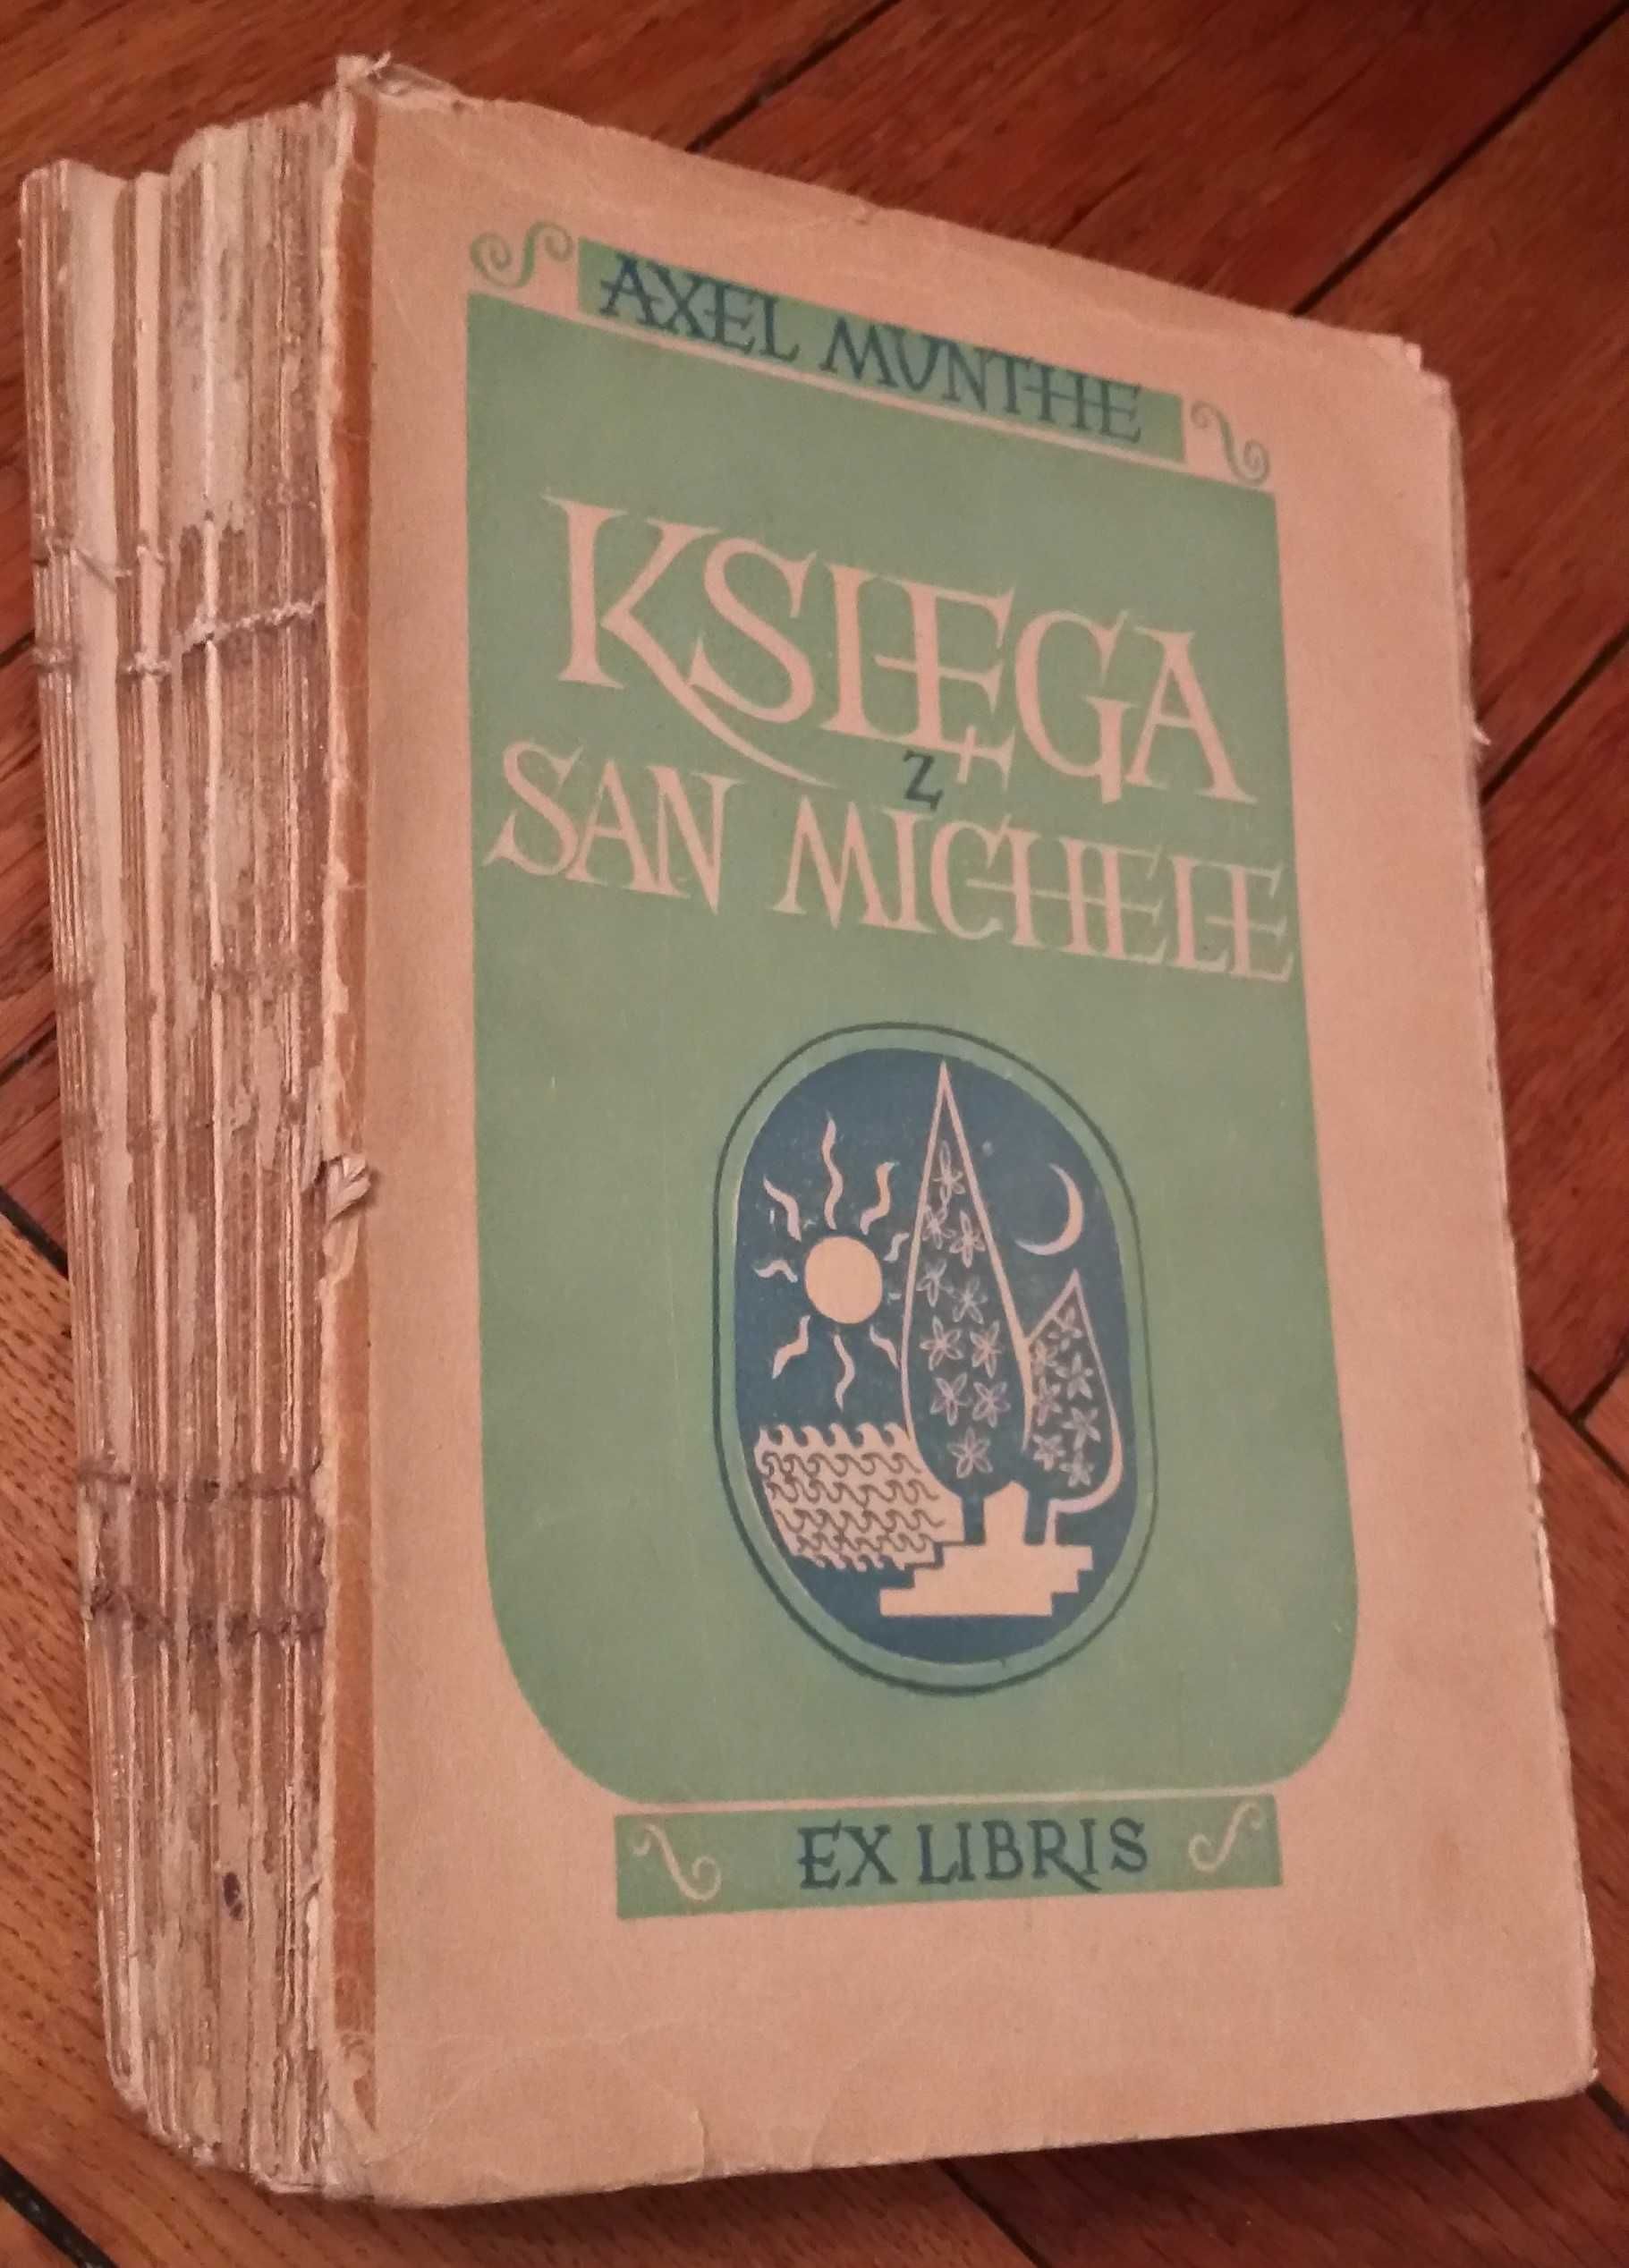 AXEL MUNTHE
KSIĘGA
Z
SAN MICHELE
EX LIBRIS